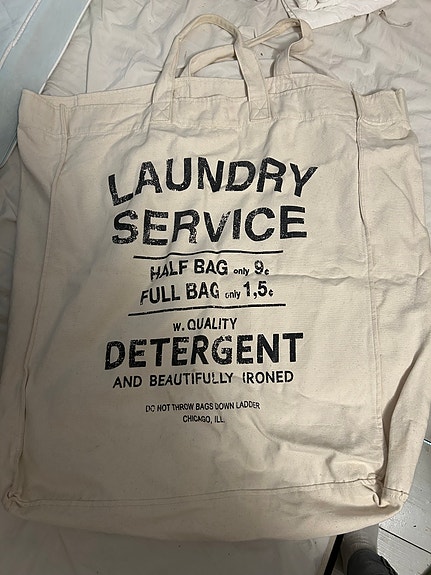 LAUNDRY
SERVICE
HALF BAG only 9¢
FULL BAG only 1,5¢
W. QUALITY
DETERGENT
AND BEAUTIFULLY IRONED
DO NOT THROW BAGS DOWN LADDER
CHICAGO, ILL.